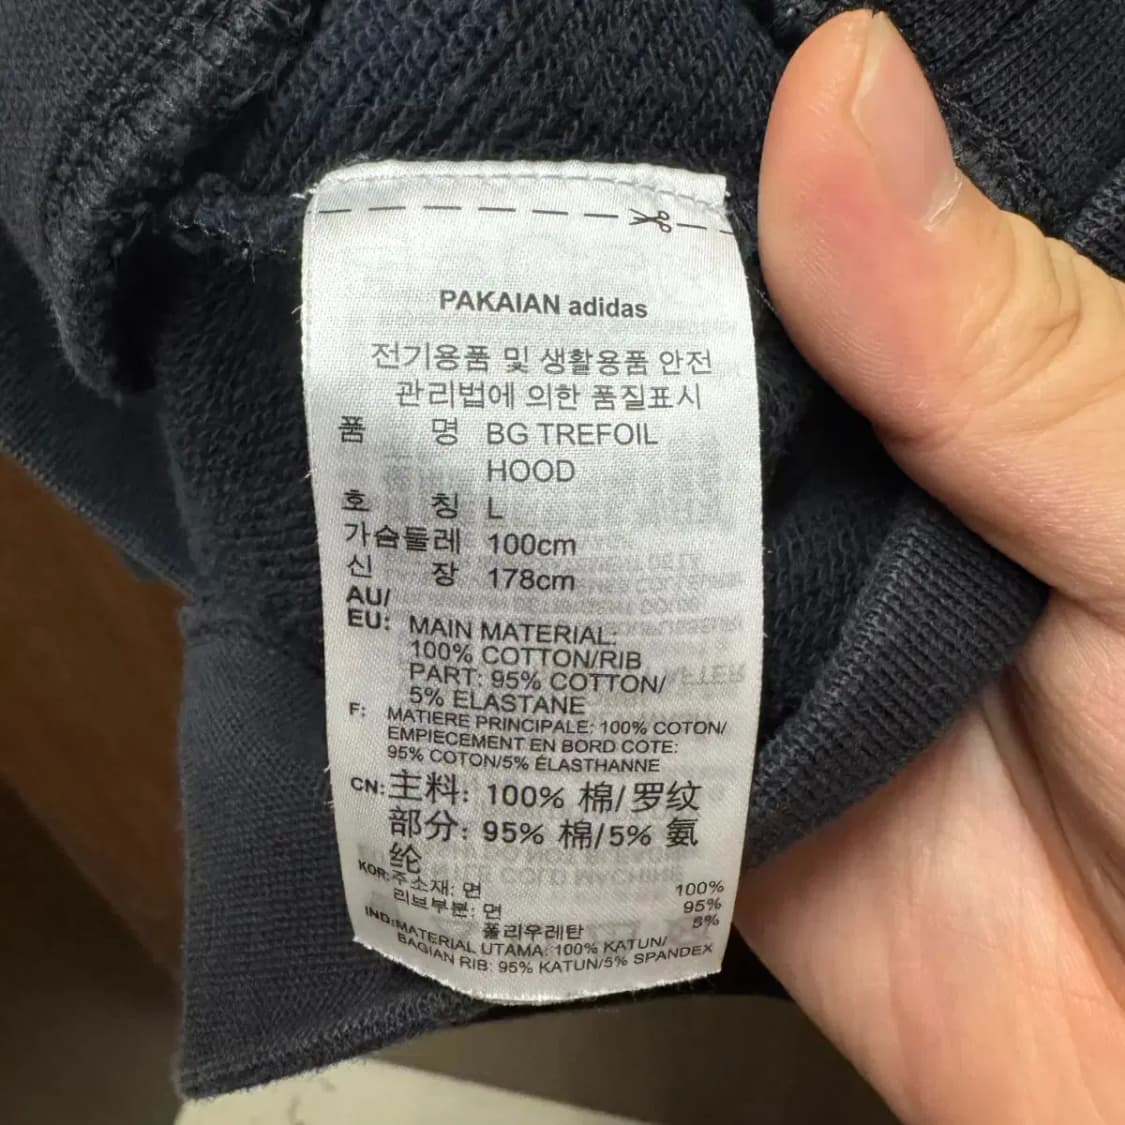 PAKAIAN adidas
전기용품 및 생활용품 안전
관리법에 의한 품질표시
품 명 BG TREFOIL
HOOD
호 칭 L
가슴둘레 100cm
신 장 178cm
AU/
EU: MAIN MATERIAL:
100% COTTON/RIB
PART: 95% COTTON/
5% ELASTANE
F: MATIERE PRINCIPALE: 100% COTON/
EMPIECEMENT EN BORD COTE:
95% COTON/5% ÉLASTHANNE
CN: 主料: 100% 棉/罗纹
部分: 95% 棉/5% 氨
纶
KOR: 주소재: 면 100%
리브부분: 면 95%
폴리우레탄 5%
IND: MATERIAL UTAMA: 100% KATUN/
BAGIAN RIB: 95% KATUN/5% SPANDEX